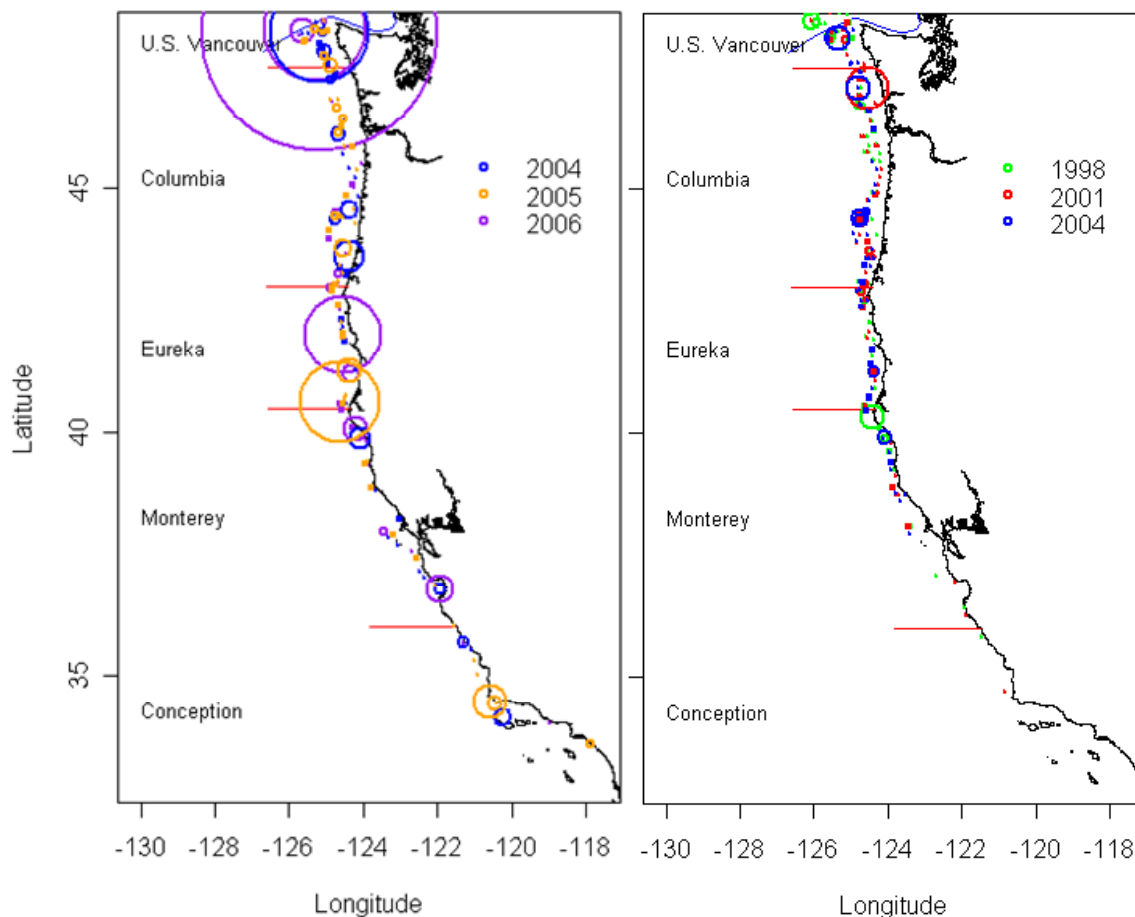 U.S. Vancouver
Columbia
Eureka
Monterey
Conception
2004
2005
2006
45
40
35
Latitude
-130 -128 -126 -124 -122 -120 -118
Longitude
U.S. Vancouver
Columbia
Eureka
Monterey
Conception
1998
2001
2004
-130 -128 -126 -124 -122 -120 -118
Longitude